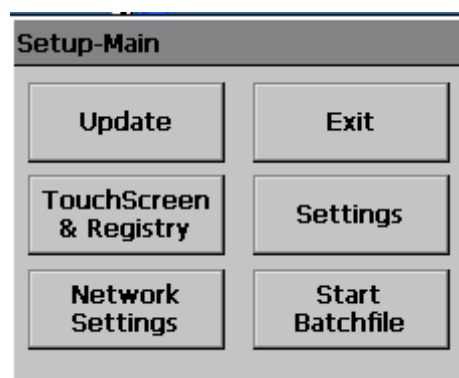 Setup-Main
Update
Exit
TouchScreen
& Registry
Settings
Network
Settings
Start
Batchfile